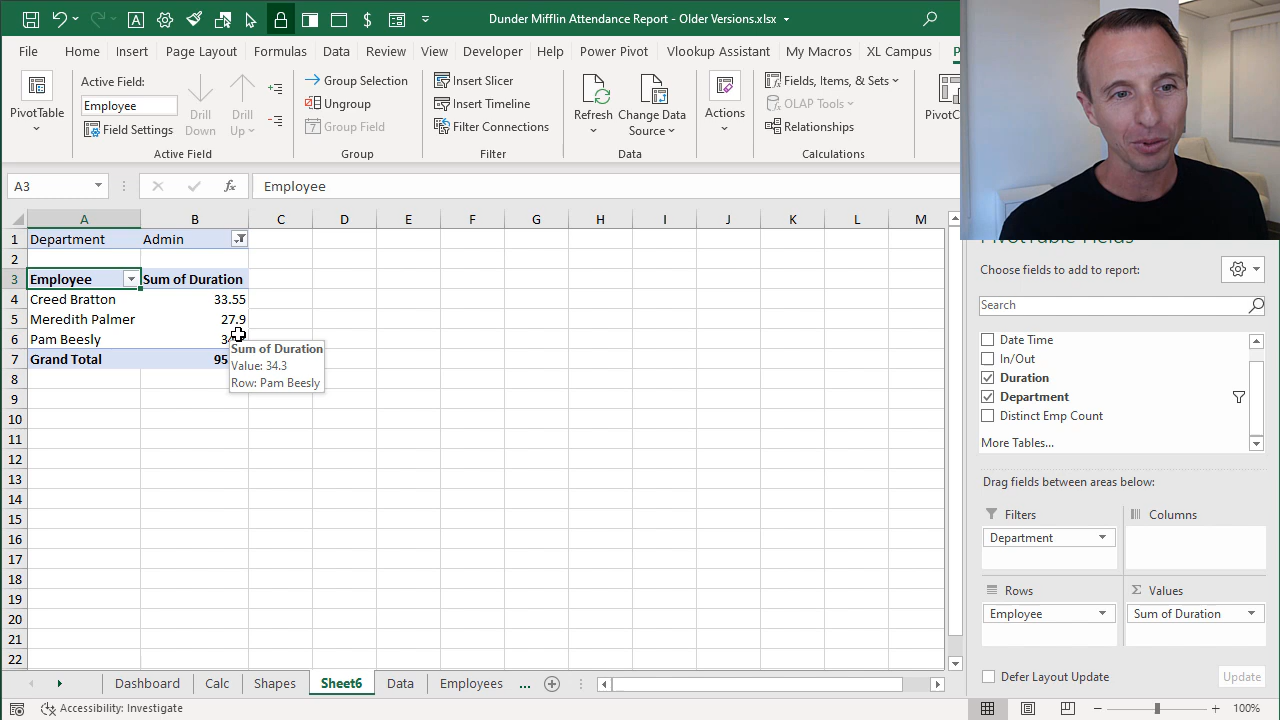 Dunder Mifflin Attendance Report - Older Versions.xlsx
File Home Insert Page Layout Formulas Data Review View Developer Help Power Pivot Vlookup Assistant My Macros XL Campus
PivotTable
Active Field:
Employee
Field Settings
Drill Down
Drill Up
Active Field
Group Selection
Ungroup
Group Field
Group
Insert Slicer
Insert Timeline
Filter Connections
Filter
Refresh
Change Data Source
Data
Actions
Fields, Items, & Sets
OLAP Tools
Relationships
Calculations
A3
fx
Employee
A B C D E F G H I J K L M
1 Department Admin
2
3 Employee Sum of Duration
4 Creed Bratton 33.55
5 Meredith Palmer 27.9
6 Pam Beesly
7 Grand Total 95
Sum of Duration
Value: 34.3
Row: Pam Beesly
8
9
10
11
12
13
14
15
16
17
18
19
20
21
22
PivotTable Fields
Choose fields to add to report:
Search
Date Time
In/Out
Duration
Department
Distinct Emp Count
More Tables...
Drag fields between areas below:
Filters
Department
Columns
Rows
Employee
Σ Values
Sum of Duration
Defer Layout Update
Update
Dashboard Calc Shapes Sheet6 Data Employees ...
Accessibility: Investigate
100%